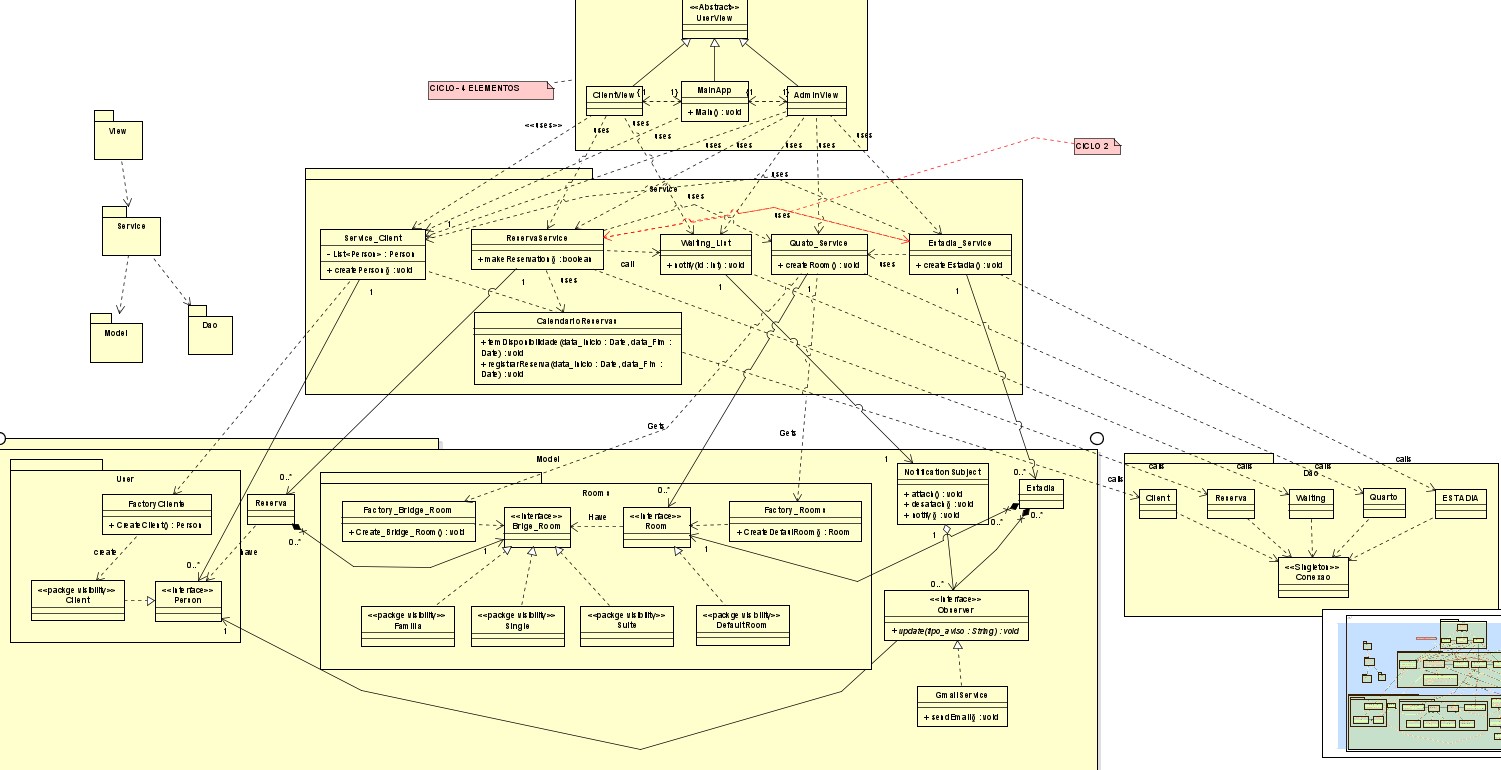 <<Abstract>>
UserView
CICLO - 4 ELEMENTOS
ClientView
{1
1}
MainApp
+ Main() : void
{1
1}
AdminView
<<uses>>
uses
uses
uses
uses
uses
uses
uses
uses
CICLO 2
View
Service
Model
Dao
Service
uses
uses
uses
1
Service_Client
- List<Person> : Person
+ createPerson() : void
1
ReservaService
+ makeReservation() : boolean
1
call
uses
Waiting_List
+ notify(id : int) : void
1
Quato_Service
+ createRoom() : void
1
uses
Estadia_Service
+ createEstadia() : void
1
CalendarioReservas
+ temDisponibilidade(data_Inicio : Date, data_Fim :
Date) : void
+ registrarReserva(data_Inicio : Date, data_Fim :
Date) : void
Gets
Gets
Model
User
FactoryCliente
+ CreateClient() : Person
create
<<packge visibility>>
Client
<<interface>>
Person
0..*
1
have
0..*
Reserva
0..*
Rooms
Factory_Bridge_Room
+ Create_Bridge_Room() : void
<<interface>>
Brige_Room
1
Have
0..*
<<interface>>
Room
1
Factory_Rooms
+ CreateDefaultRoom() : Room
<<packge visibility>>
Familia
<<packge visibility>>
Single
<<packge visibility>>
Suite
<<packge visibility>>
DefaultRoom
1
NotificationSubject
+ attach() : void
+ desatach() : void
+ notify() : void
1
0..*
0..*
Estadia
0..*
0..*
<<interface>>
Observer
+ update(tipo_aviso : String) : void
GmailService
+ sendEmail() : void
Dao
calls
calls
calls
calls
calls
Client
Reserva
Waiting
Quarto
ESTADIA
<<Singleton>>
Conexao